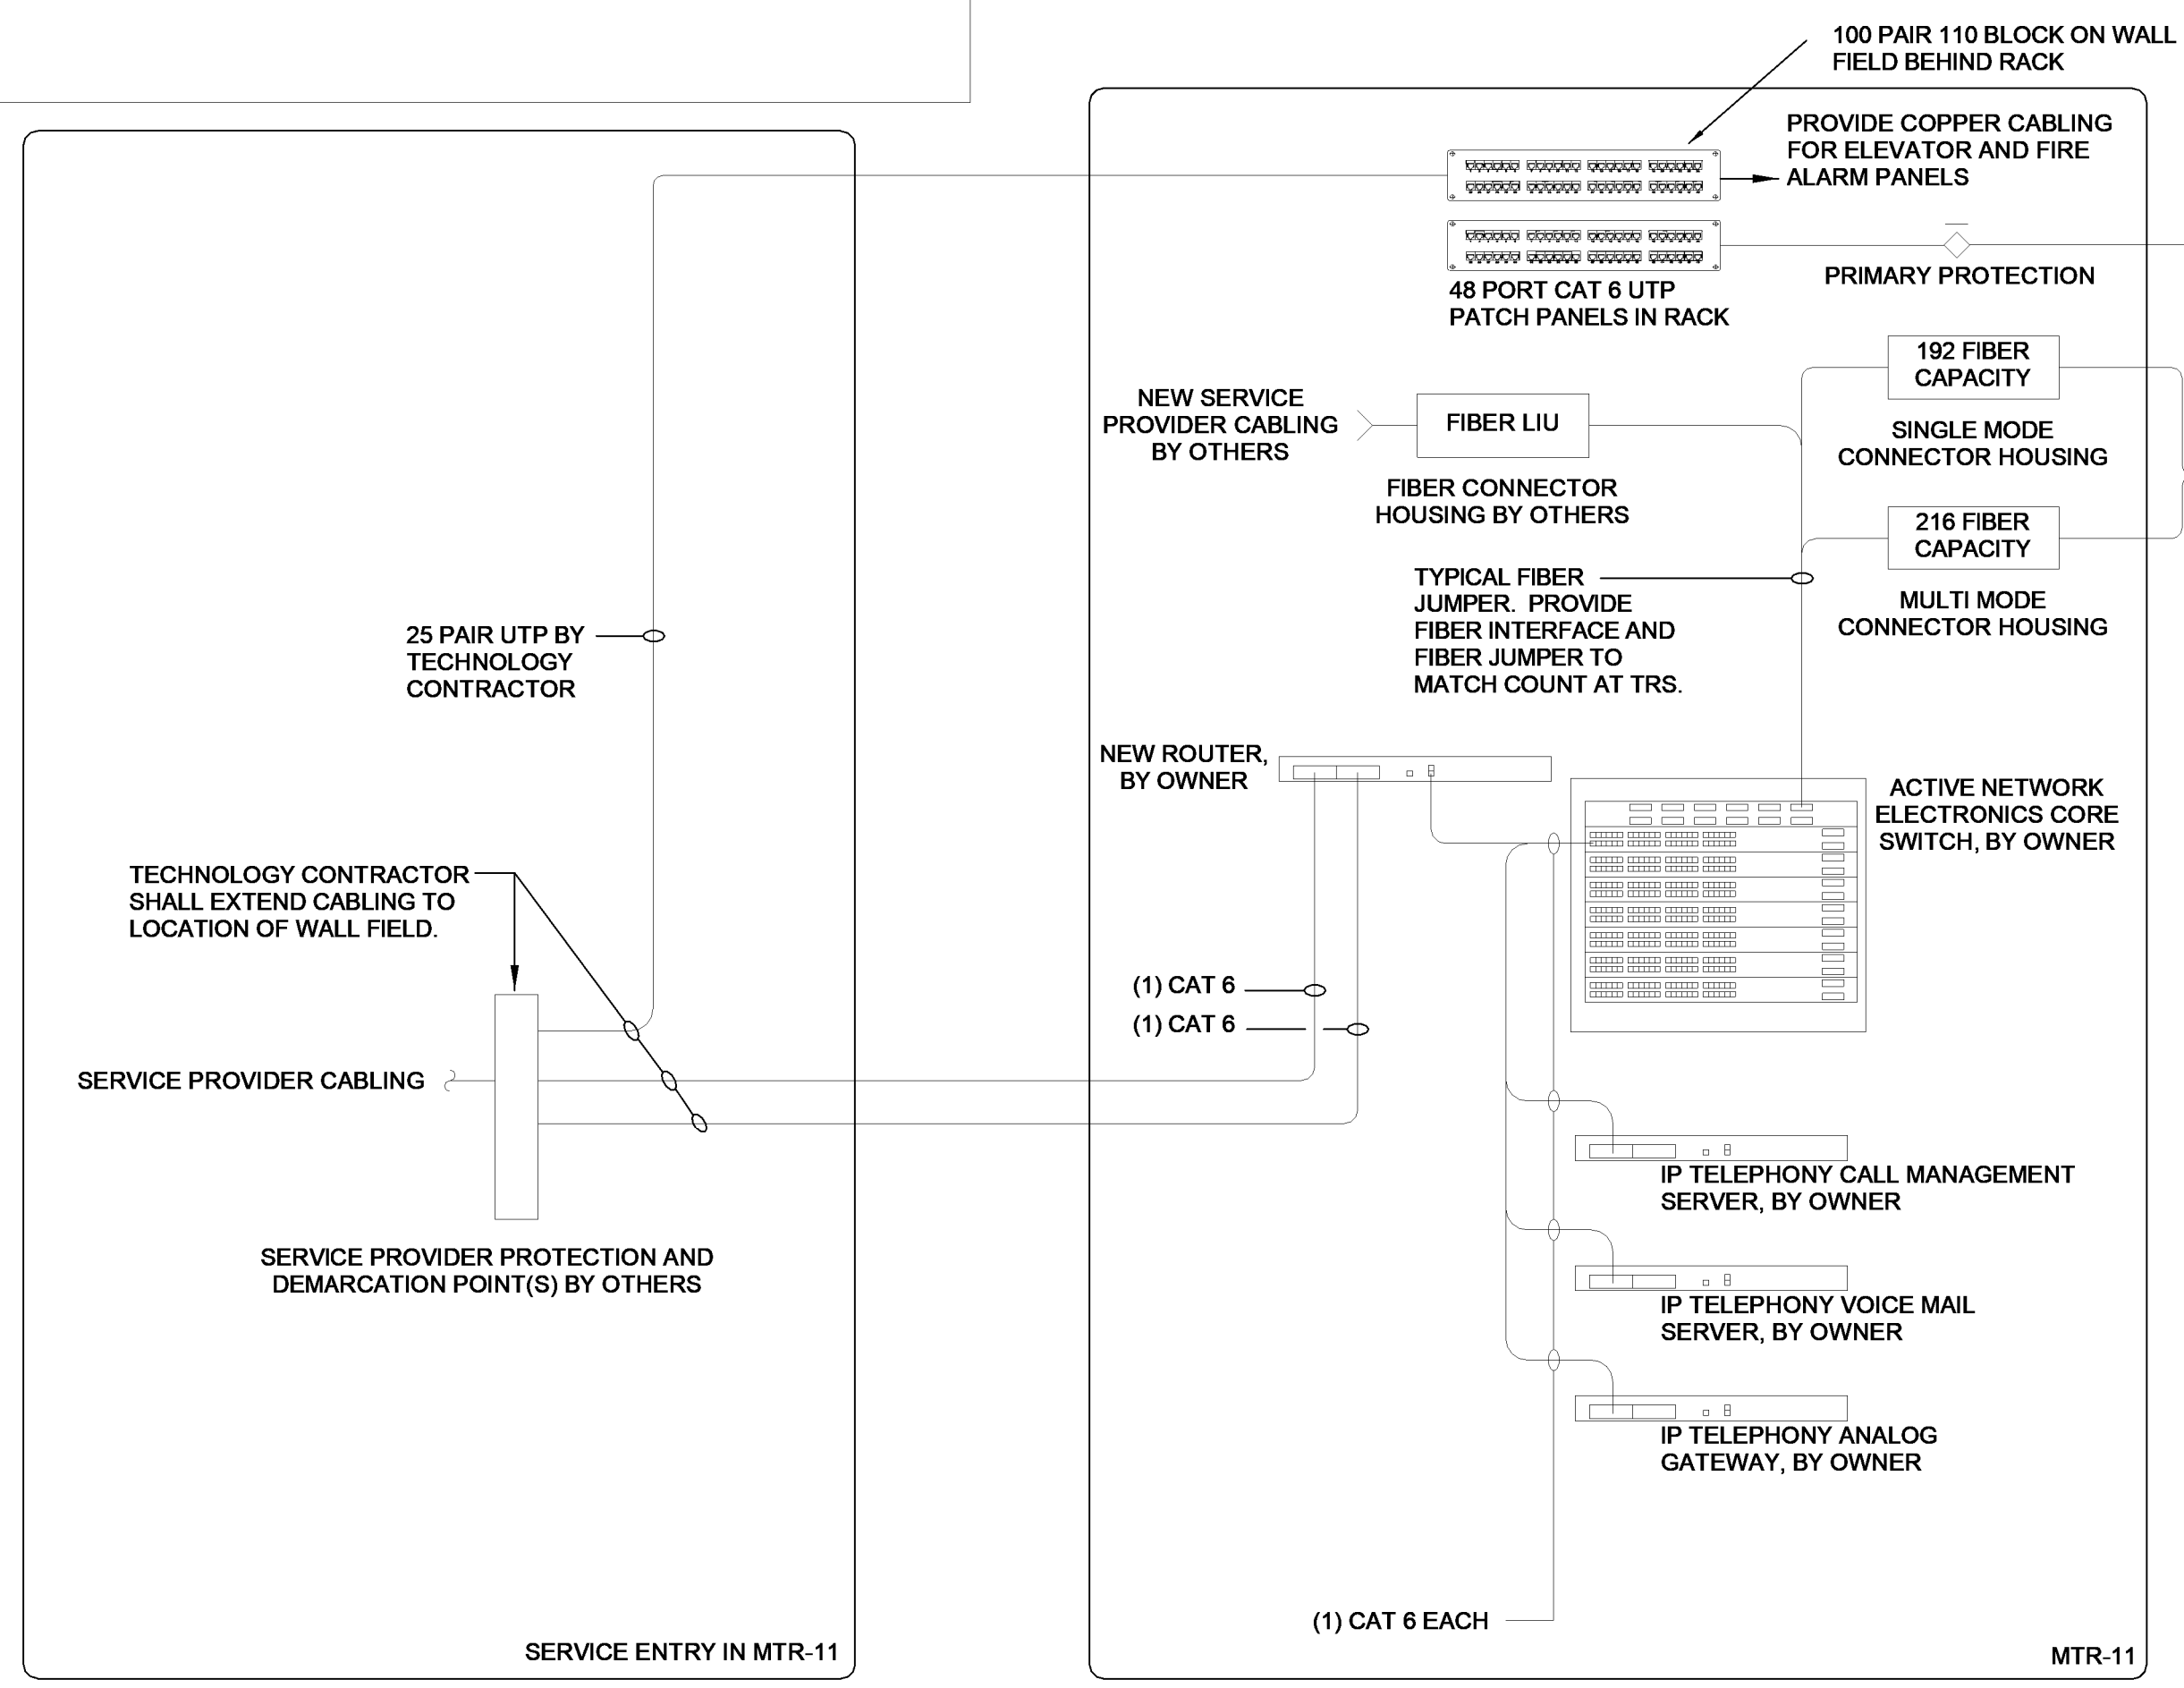 100 PAIR 110 BLOCK ON WALL
FIELD BEHIND RACK
PROVIDE COPPER CABLING
FOR ELEVATOR AND FIRE
ALARM PANELS
48 PORT CAT 6 UTP
PATCH PANELS IN RACK
PRIMARY PROTECTION
192 FIBER
CAPACITY
SINGLE MODE
CONNECTOR HOUSING
NEW SERVICE
PROVIDER CABLING
BY OTHERS
FIBER LIU
FIBER CONNECTOR
HOUSING BY OTHERS
216 FIBER
CAPACITY
MULTI MODE
CONNECTOR HOUSING
TYPICAL FIBER
JUMPER. PROVIDE
FIBER INTERFACE AND
FIBER JUMPER TO
MATCH COUNT AT TRS.
25 PAIR UTP BY
TECHNOLOGY
CONTRACTOR
NEW ROUTER,
BY OWNER
ACTIVE NETWORK
ELECTRONICS CORE
SWITCH, BY OWNER
TECHNOLOGY CONTRACTOR
SHALL EXTEND CABLING TO
LOCATION OF WALL FIELD.
(1) CAT 6
(1) CAT 6
SERVICE PROVIDER CABLING
SERVICE PROVIDER PROTECTION AND
DEMARCATION POINT(S) BY OTHERS
IP TELEPHONY CALL MANAGEMENT
SERVER, BY OWNER
IP TELEPHONY VOICE MAIL
SERVER, BY OWNER
IP TELEPHONY ANALOG
GATEWAY, BY OWNER
(1) CAT 6 EACH
SERVICE ENTRY IN MTR-11
MTR-11